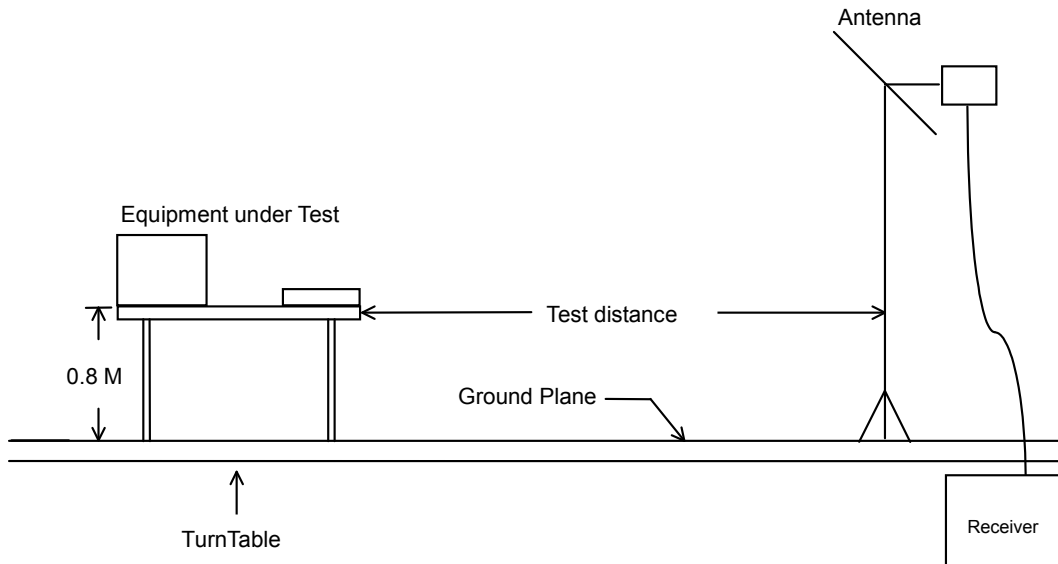 Antenna
Equipment under Test
Test distance
0.8 M
Ground Plane
TurnTable
Receiver